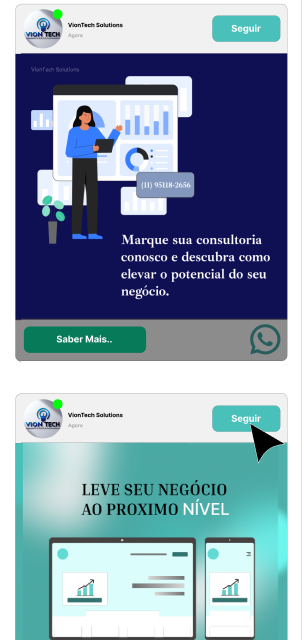 VionTech Solutions
Agora
Seguir
VION TECH
VionTech Solutions
(11) 95118-2656
Marque sua consultoria
conosco e descubra como
elevar o potencial do seu
negócio.
Saber Mais..
VionTech Solutions
Agora
Seguir
VION TECH
LEVE SEU NEGÓCIO
AO PROXIMO NÍVEL